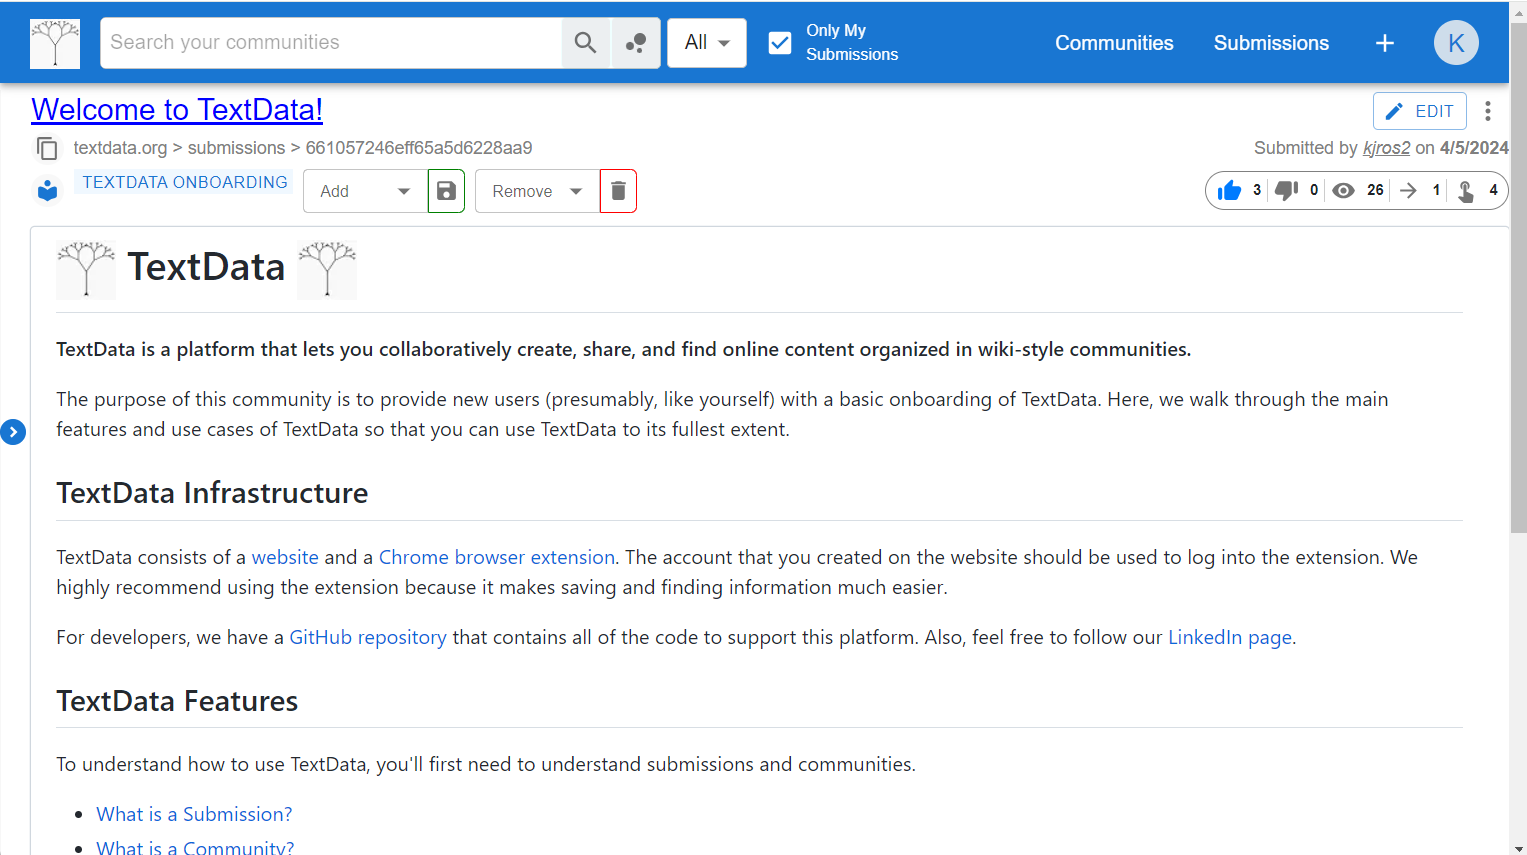 Search your communities
All
Only My
Submissions
Communities
Submissions
K
Welcome to TextData!
EDIT
textdata.org > submissions > 661057246eff65a5d6228aa9
Submitted by kjros2 on 4/5/2024
TEXTDATA ONBOARDING
Add
Remove
3
0
26
1
4
TextData
TextData is a platform that lets you collaboratively create, share, and find online content organized in wiki-style communities.
The purpose of this community is to provide new users (presumably, like yourself) with a basic onboarding of TextData. Here, we walk through the main
features and use cases of TextData so that you can use TextData to its fullest extent.
TextData Infrastructure
TextData consists of a website and a Chrome browser extension. The account that you created on the website should be used to log into the extension. We
highly recommend using the extension because it makes saving and finding information much easier.
For developers, we have a GitHub repository that contains all of the code to support this platform. Also, feel free to follow our LinkedIn page.
TextData Features
To understand how to use TextData, you'll first need to understand submissions and communities.
What is a Submission?
What is a Community?